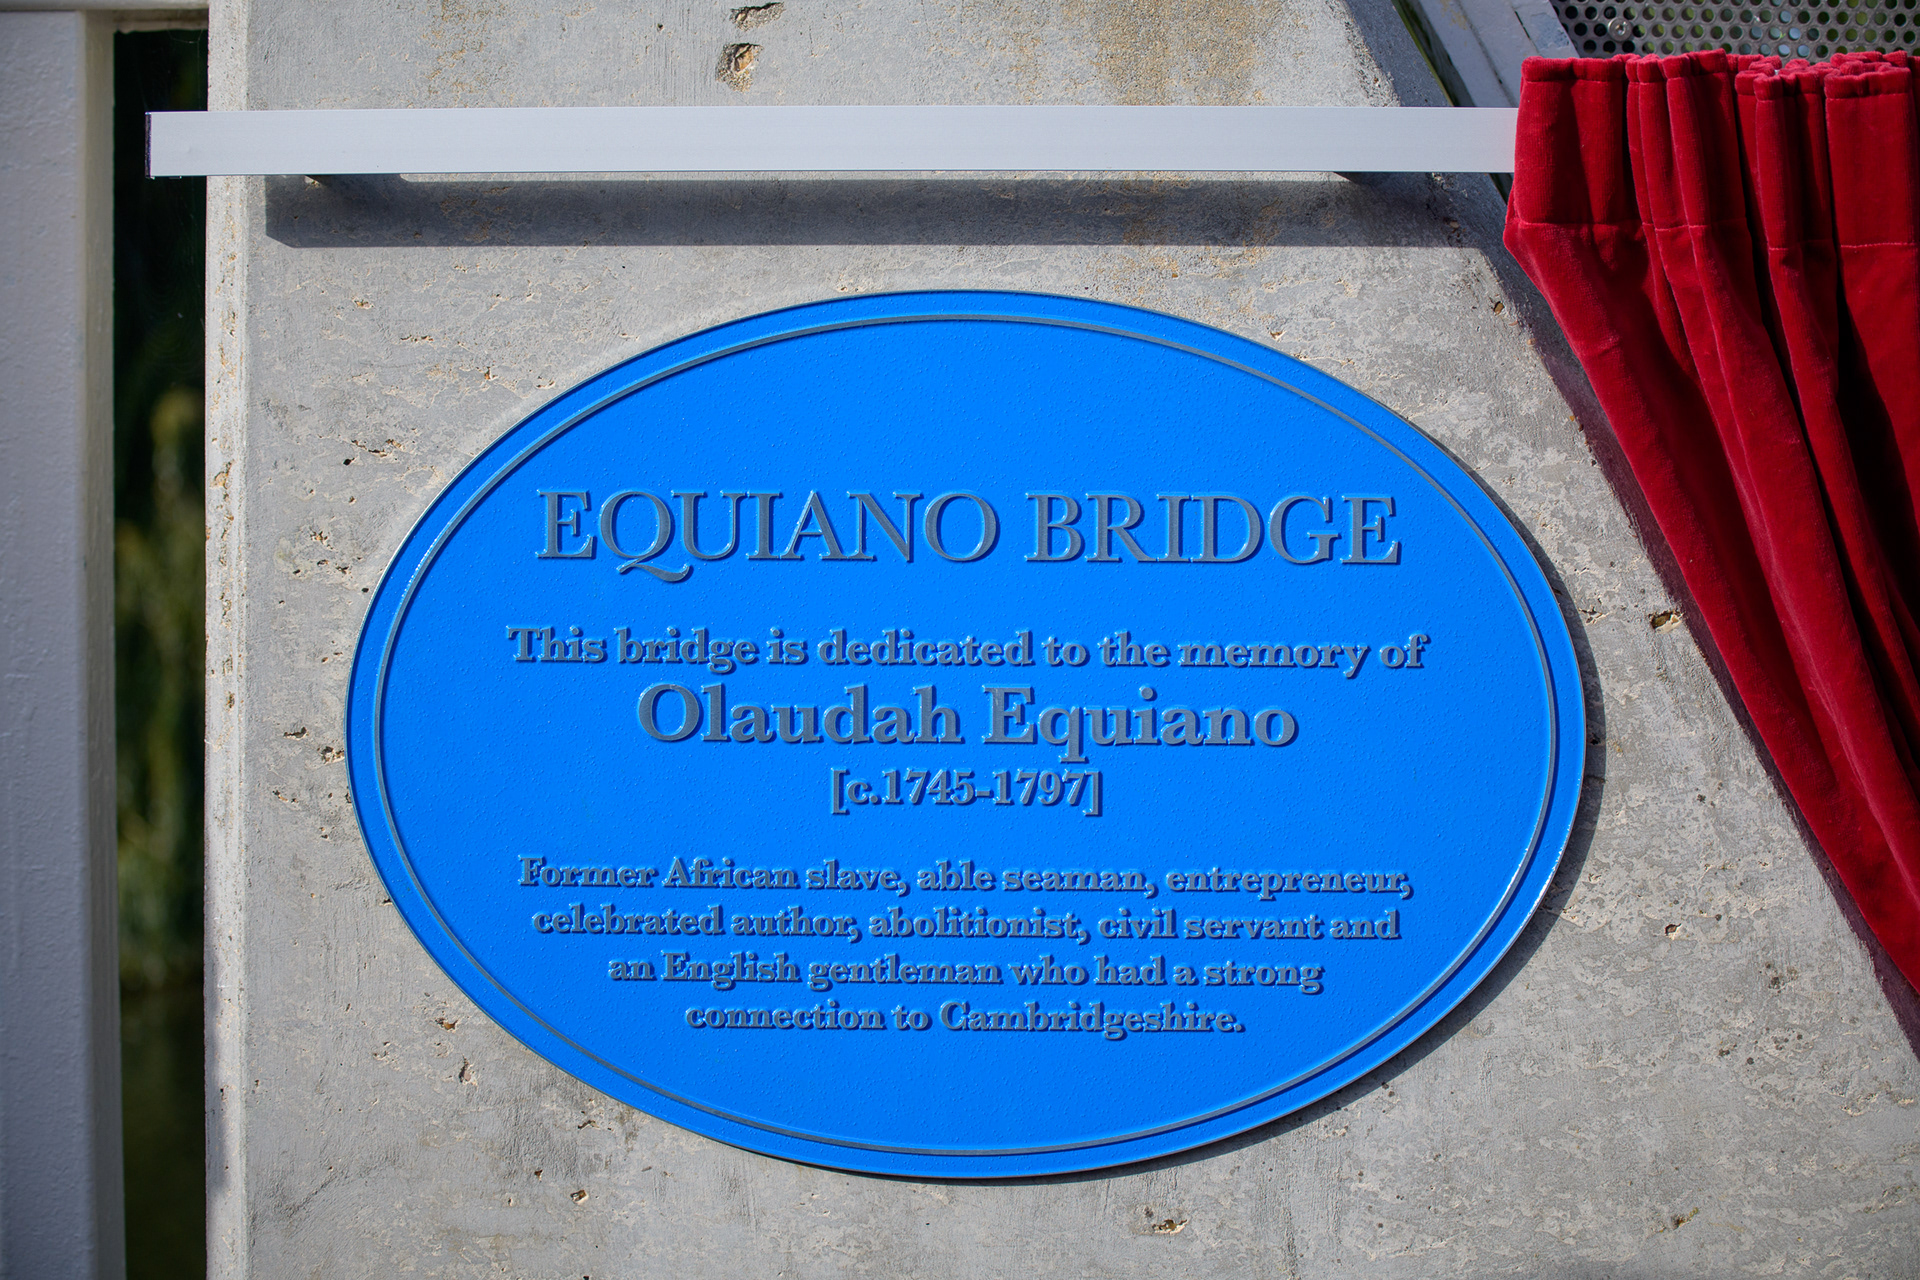 EQUIANO BRIDGE
This bridge is dedicated to the memory of
Olaudah Equiano
[c.1745-1797]
Former African slave, able seaman, entrepreneur,
celebrated author, abolitionist, civil servant and
an English gentleman who had a strong
connection to Cambridgeshire.